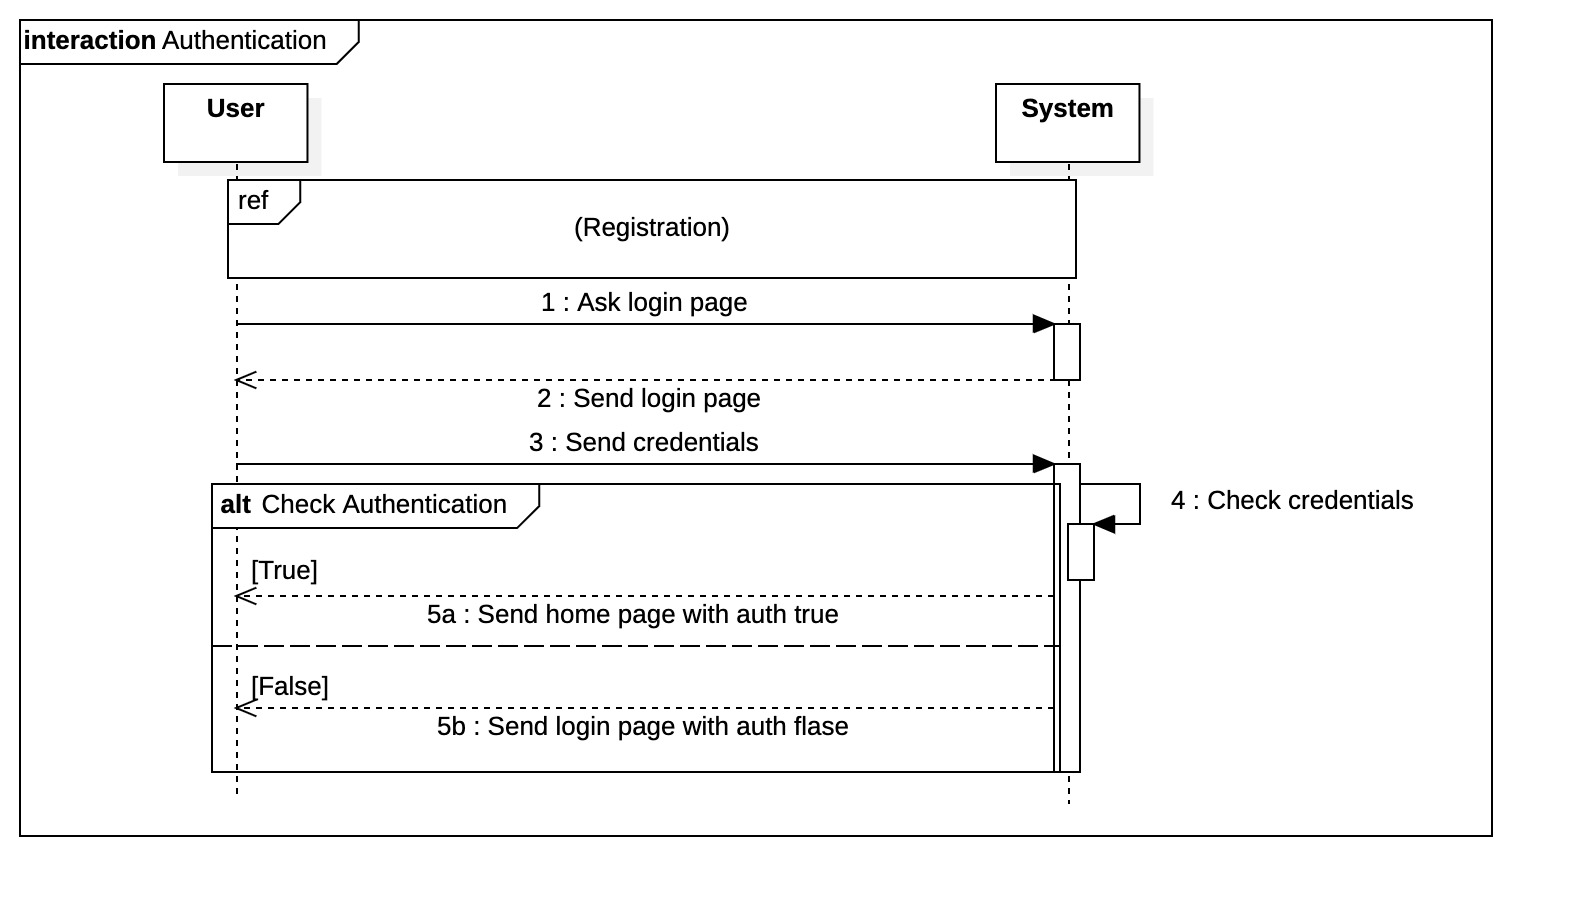 interaction Authentication
User
System
ref
(Registration)
1 : Ask login page
2 : Send login page
3 : Send credentials
alt Check Authentication
4 : Check credentials
[True]
5a : Send home page with auth true
[False]
5b : Send login page with auth flase